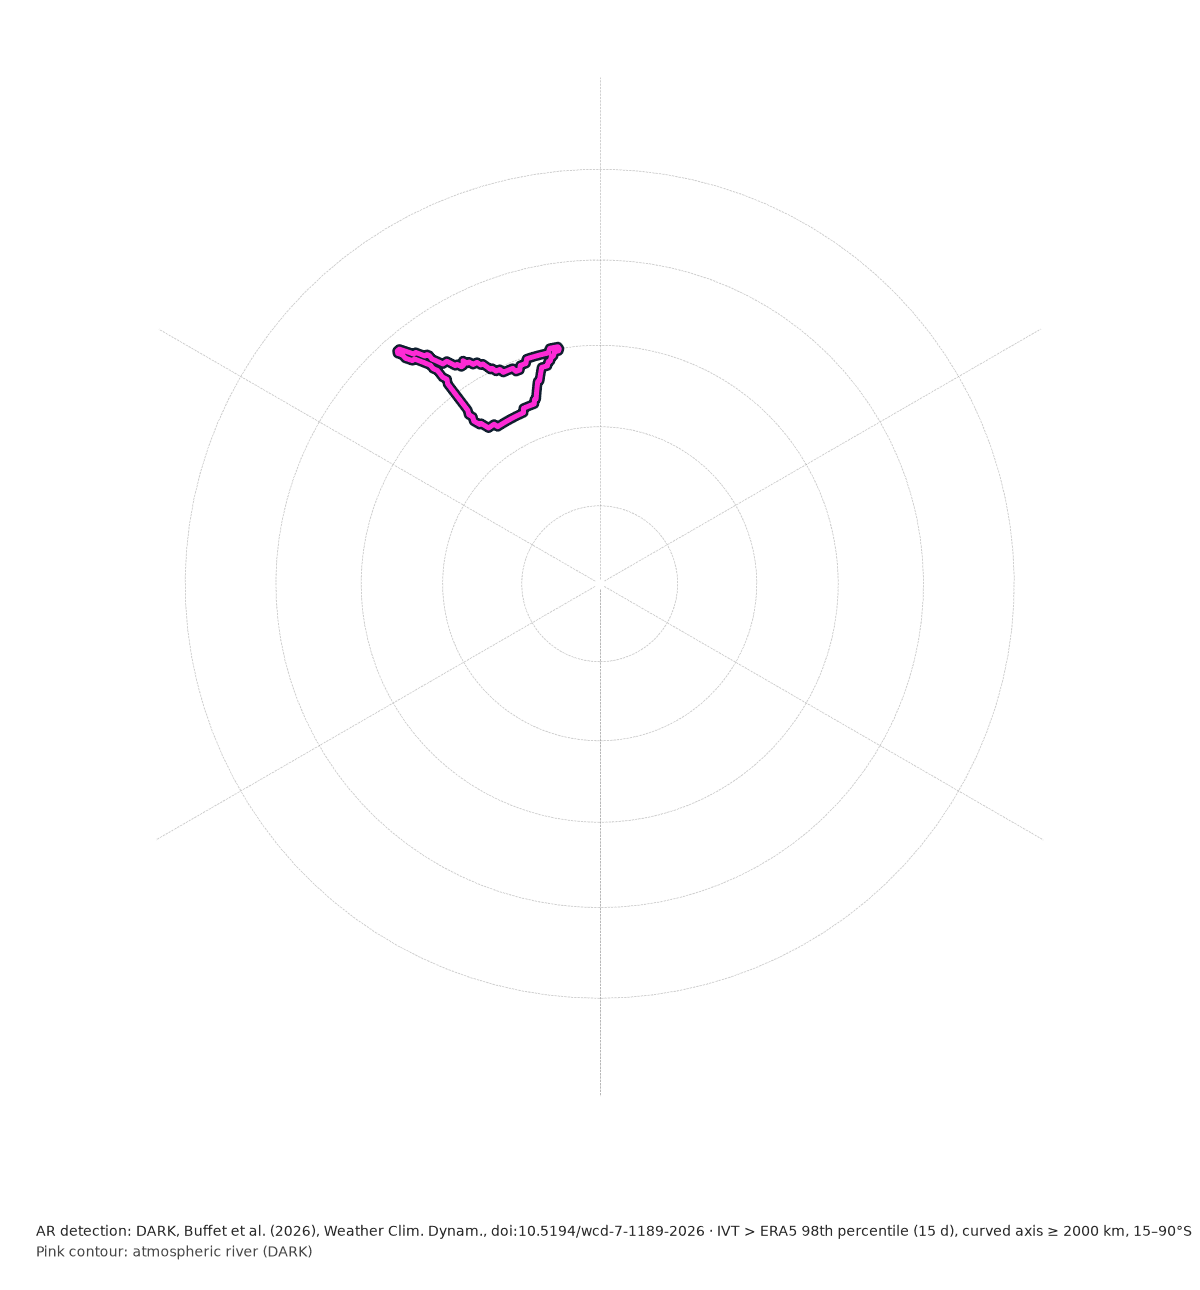 AR detection: DARK, Buffet et al. (2026), Weather Clim. Dynam., doi:10.5194/wcd-7-1189-2026 · IVT > ERA5 98th percentile (15 d), curved axis ≥ 2000 km, 15–90°S
Pink contour: atmospheric river (DARK)